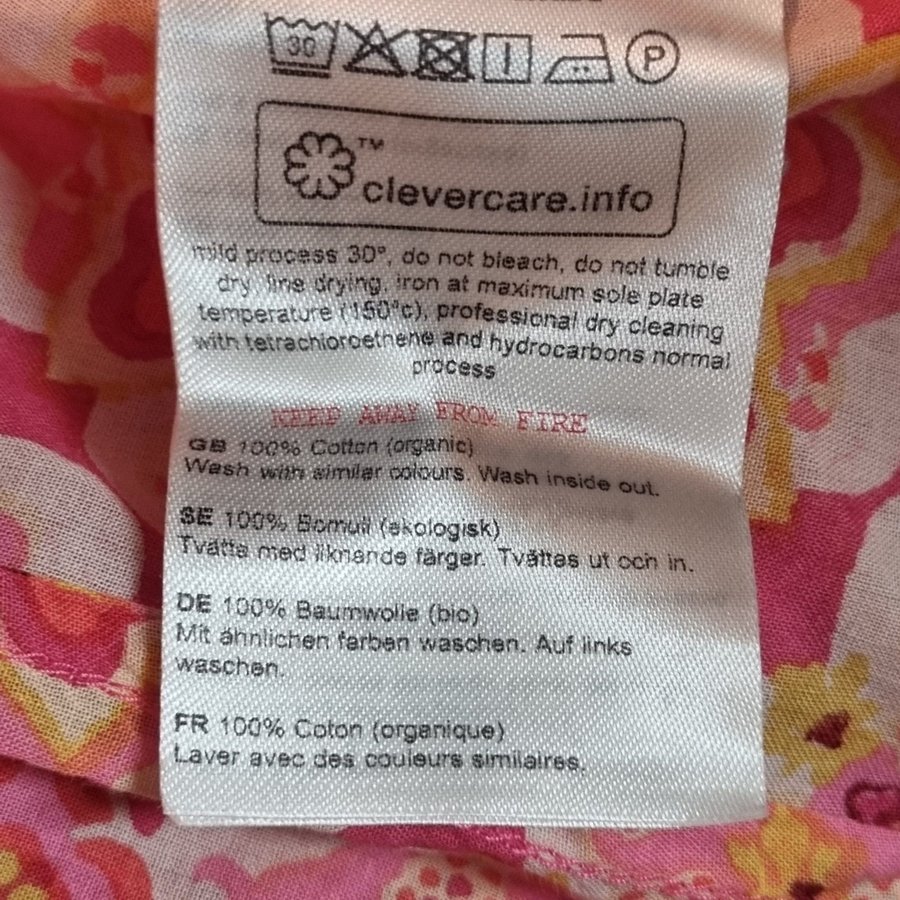 30 P
™
clevercare.info
mild process 30°, do not bleach, do not tumble
dry, line drying, iron at maximum sole plate
temperature (150°c), professional dry cleaning
with tetrachloroethene and hydrocarbons normal
process
KEEP AWAY FROM FIRE
GB 100% Cotton (organic)
Wash with similar colours. Wash inside out.
SE 100% Bomull (ekologisk)
Tvätta med liknande färger. Tvättas ut och in.
DE 100% Baumwolle (bio)
Mit ähnlichen farben waschen. Auf links
waschen.
FR 100% Coton (organique)
Laver avec des couleurs similaires.